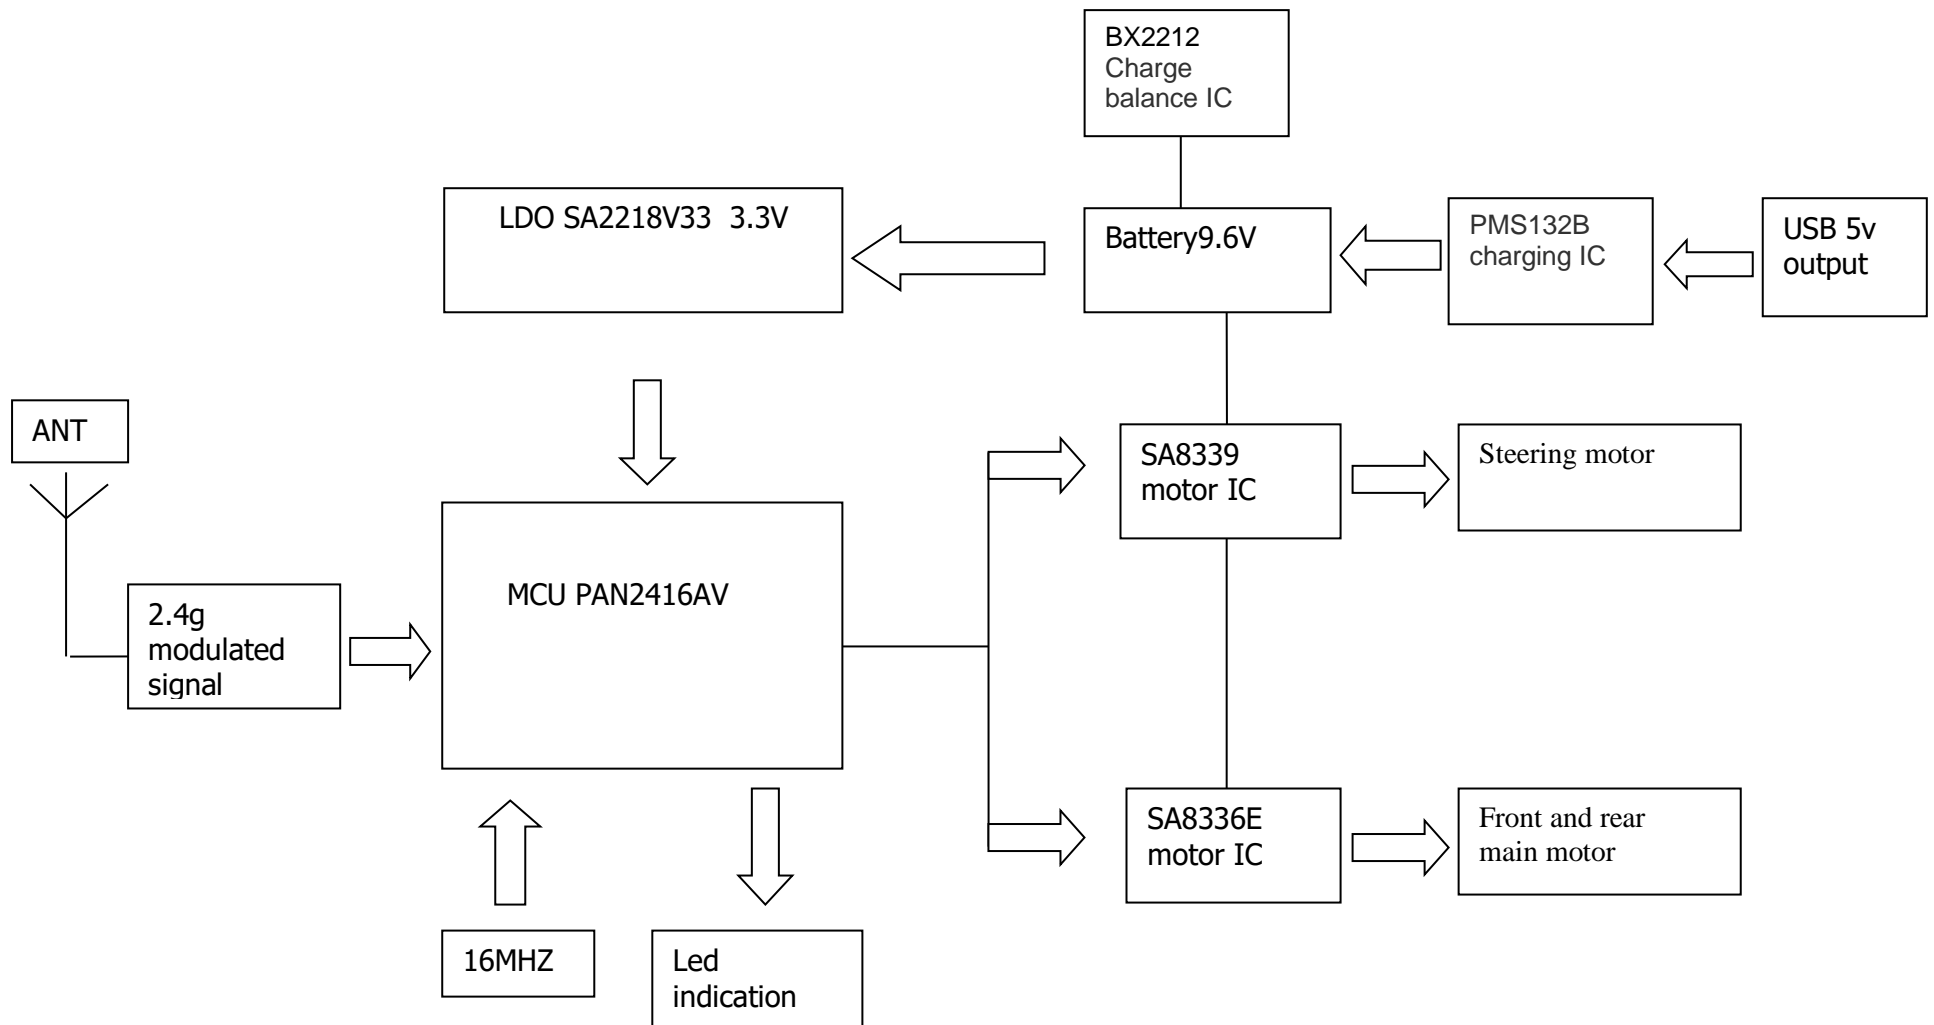 BX2212
Charge
balance IC
LDO SA2218V33  3.3V
Battery9.6V
PMS132B
charging IC
USB 5v
output
ANT
SA8339
motor IC
Steering motor
2.4g
modulated
signal
MCU PAN2416AV
SA8336E
motor IC
Front and rear
main motor
16MHZ
Led
indication